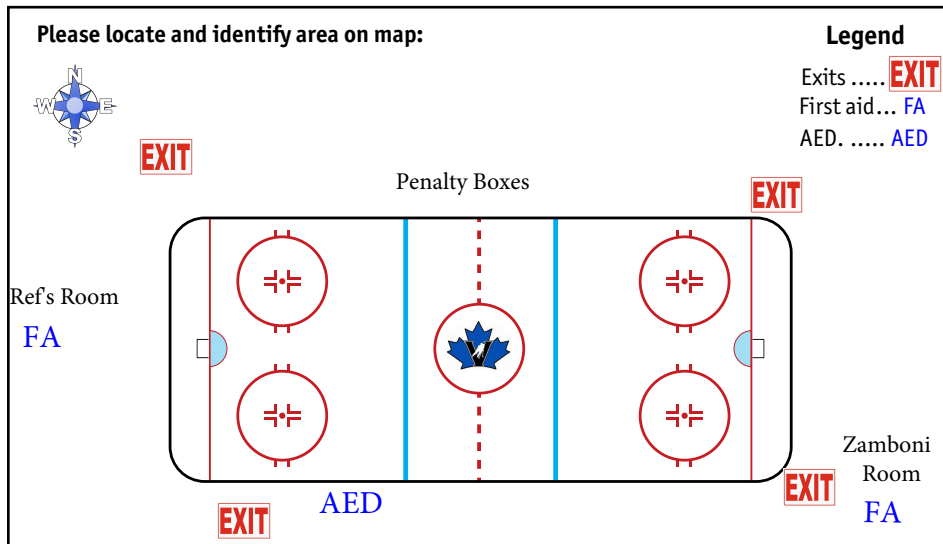 Please locate and identify area on map:
Legend
Exits ..... EXIT
First aid... FA
AED. ..... AED
N
W E
S
EXIT
EXIT
Penalty Boxes
Ref's Room
FA
V
Zamboni
Room
FA
EXIT
AED
EXIT